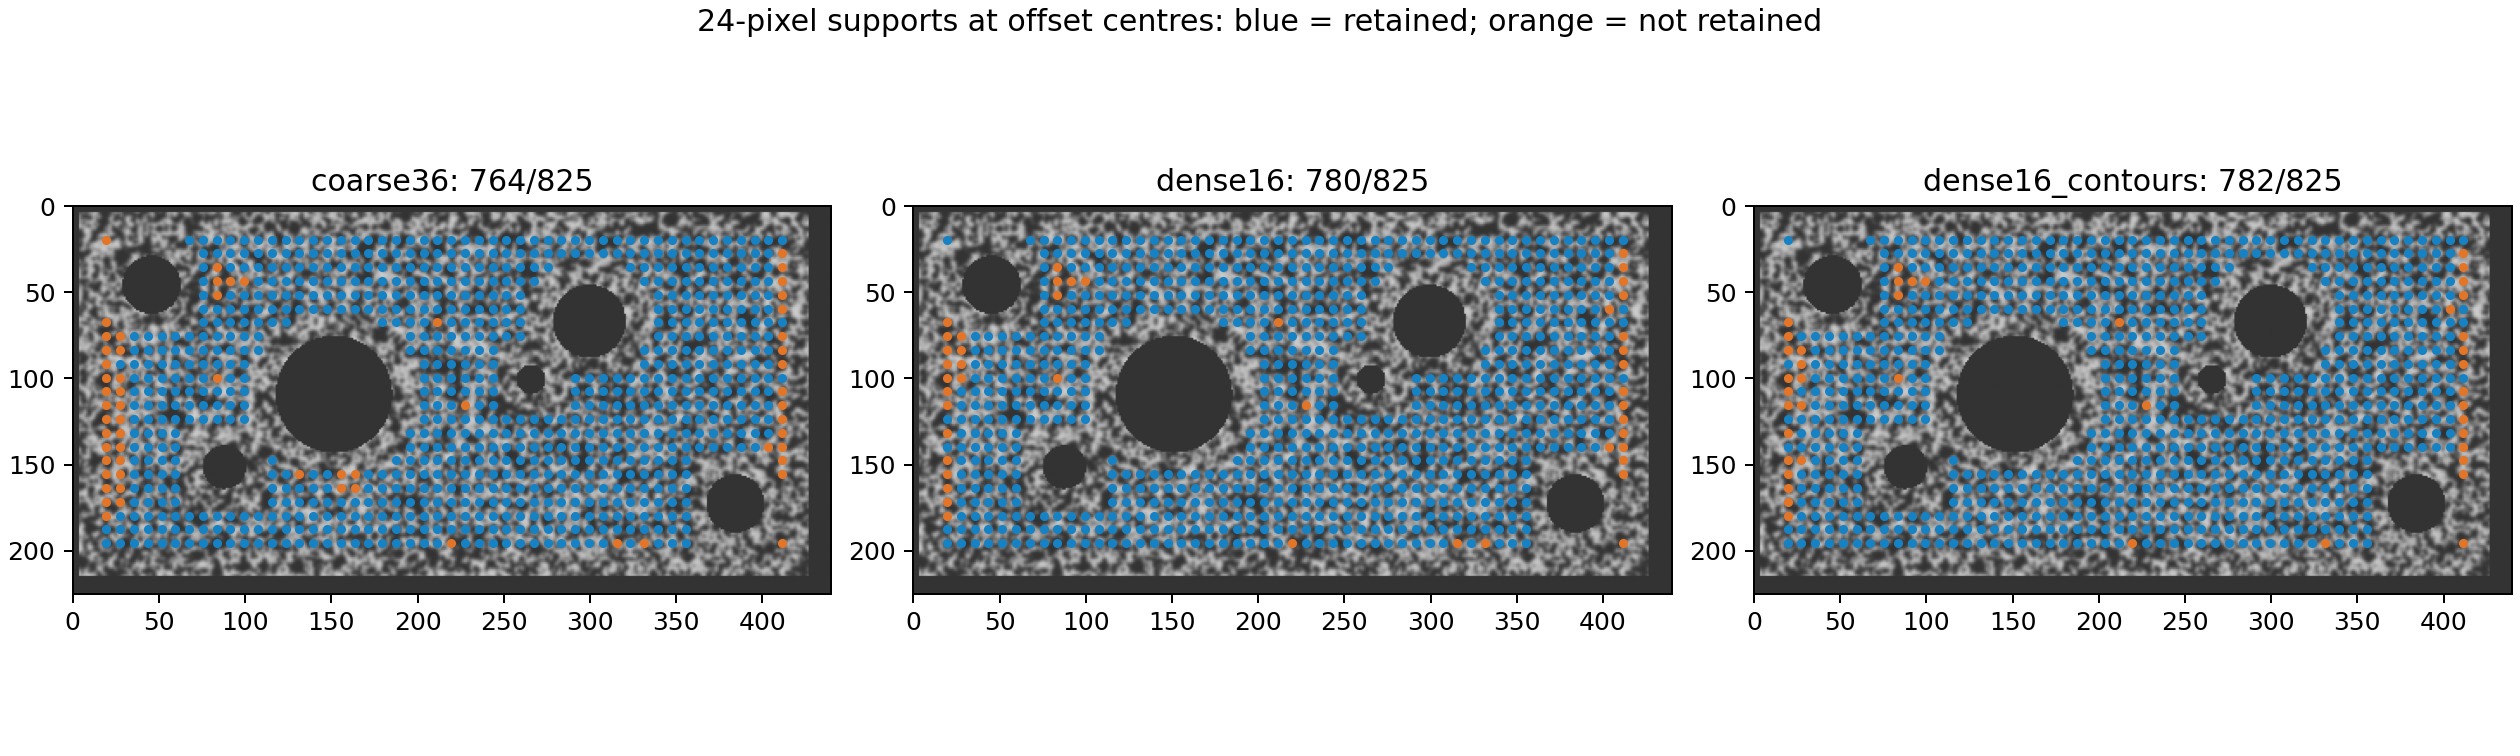 24-pixel supports at offset centres: blue = retained; orange = not retained
coarse36: 764/825
dense16: 780/825
dense16_contours: 782/825
0
50
100
150
200
0 50 100 150 200 250 300 350 400
0
50
100
150
200
0 50 100 150 200 250 300 350 400
0
50
100
150
200
0 50 100 150 200 250 300 350 400